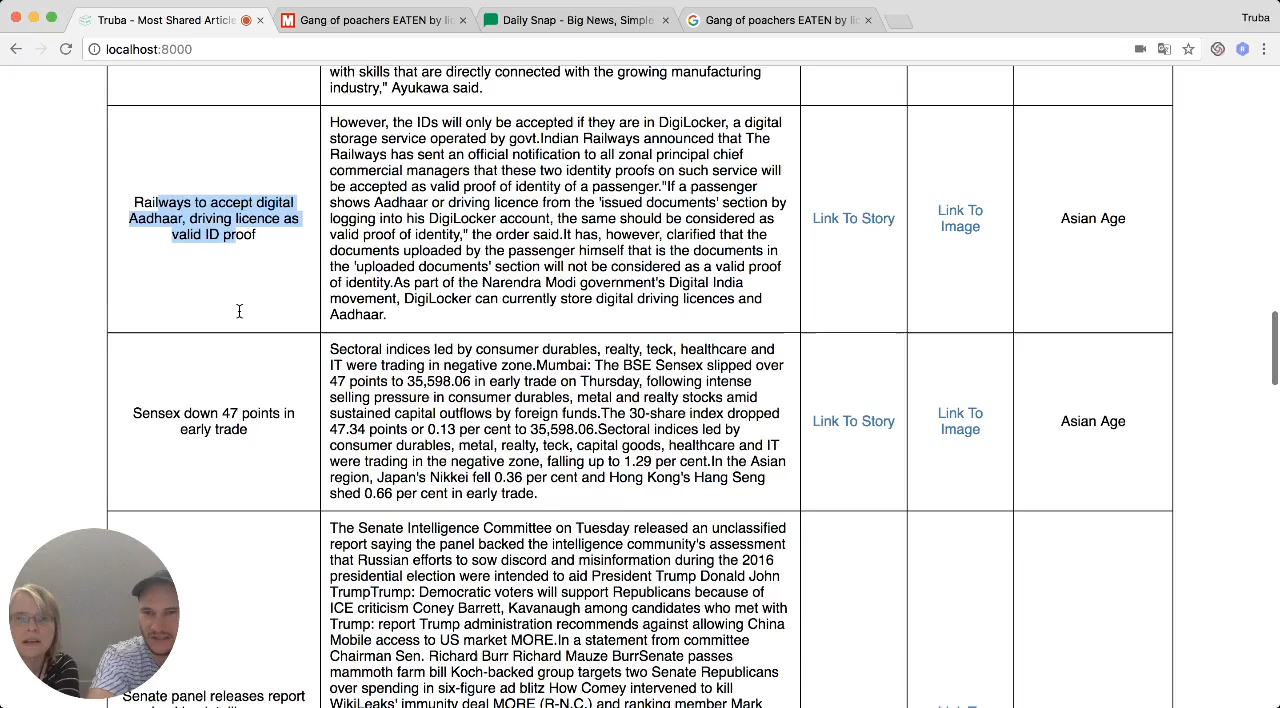 Truba - Most Shared Article
Gang of poachers EATEN by lic
Daily Snap - Big News, Simple
Gang of poachers EATEN by lic
Truba
localhost:8000
with skills that are directly connected with the growing manufacturing
industry," Ayukawa said.
Railways to accept digital
Aadhaar, driving licence as
valid ID proof
However, the IDs will only be accepted if they are in DigiLocker, a digital
storage service operated by govt.Indian Railways announced that The
Railways has sent an official notification to all zonal principal chief
commercial managers that these two identity proofs on such service will
be accepted as valid proof of identity of a passenger."If a passenger
shows Aadhaar or driving licence from the 'issued documents' section by
logging into his DigiLocker account, the same should be considered as
valid proof of identity," the order said.It has, however, clarified that the
documents uploaded by the passenger himself that is the documents in
the 'uploaded documents' section will not be considered as a valid proof
of identity.As part of the Narendra Modi government's Digital India
movement, DigiLocker can currently store digital driving licences and
Aadhaar.
Link To Story
Link To
Image
Asian Age
Sensex down 47 points in
early trade
Sectoral indices led by consumer durables, realty, teck, healthcare and
IT were trading in negative zone.Mumbai: The BSE Sensex slipped over
47 points to 35,598.06 in early trade on Thursday, following intense
selling pressure in consumer durables, metal and realty stocks amid
sustained capital outflows by foreign funds.The 30-share index dropped
47.34 points or 0.13 per cent to 35,598.06.Sectoral indices led by
consumer durables, metal, realty, teck, capital goods, healthcare and IT
were trading in the negative zone, falling up to 1.29 per cent.In the Asian
region, Japan's Nikkei fell 0.36 per cent and Hong Kong's Hang Seng
shed 0.66 per cent in early trade.
Link To Story
Link To
Image
Asian Age
Senate panel releases report
The Senate Intelligence Committee on Tuesday released an unclassified
report saying the panel backed the intelligence community's assessment
that Russian efforts to sow discord and misinformation during the 2016
presidential election were intended to aid President Trump Donald John
TrumpTrump: Democratic voters will support Republicans because of
ICE criticism Coney Barrett, Kavanaugh among candidates who met with
Trump: report Trump administration recommends against allowing China
Mobile access to US market MORE.In a statement from committee
Chairman Sen. Richard Burr Richard Mauze BurrSenate passes
mammoth farm bill Koch-backed group targets two Senate Republicans
over spending in six-figure ad blitz How Comey intervened to kill
WikiLeaks' immunity deal MORE (R-N.C.) and ranking member Mark